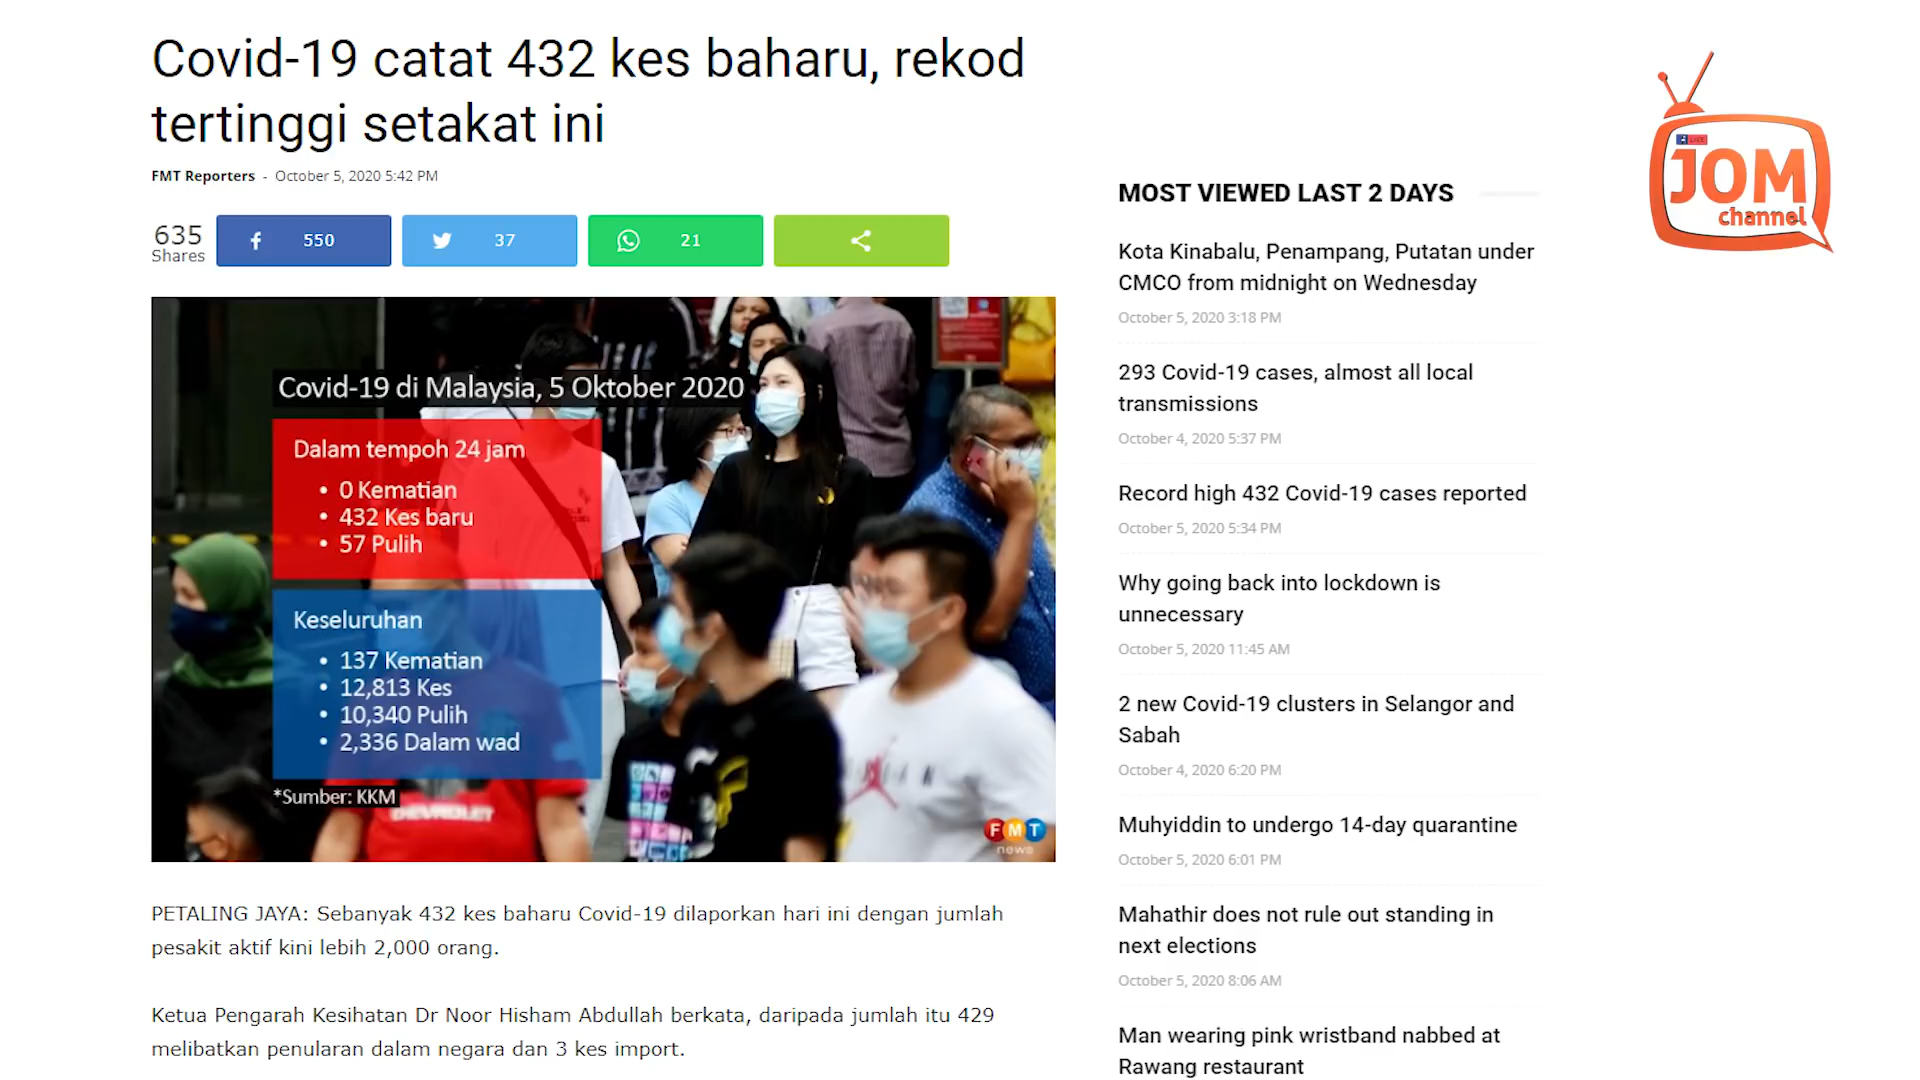 Covid-19 catat 432 kes baharu, rekod
tertinggi setakat ini
FMT Reporters - October 5, 2020 5:42 PM
635
Shares
550
37
21
Covid-19 di Malaysia, 5 Oktober 2020
Dalam tempoh 24 jam
• 0 Kematian
• 432 Kes baru
• 57 Pulih
Keseluruhan
• 137 Kematian
• 12,813 Kes
• 10,340 Pulih
• 2,336 Dalam wad
*Sumber: KKM
CHEVROLET
FMT
news
PETALING JAYA: Sebanyak 432 kes baharu Covid-19 dilaporkan hari ini dengan jumlah
pesakit aktif kini lebih 2,000 orang.
Ketua Pengarah Kesihatan Dr Noor Hisham Abdullah berkata, daripada jumlah itu 429
melibatkan penularan dalam negara dan 3 kes import.
MOST VIEWED LAST 2 DAYS
Kota Kinabalu, Penampang, Putatan under
CMCO from midnight on Wednesday
October 5, 2020 3:18 PM
293 Covid-19 cases, almost all local
transmissions
October 4, 2020 5:37 PM
Record high 432 Covid-19 cases reported
October 5, 2020 5:34 PM
Why going back into lockdown is
unnecessary
October 5, 2020 11:45 AM
2 new Covid-19 clusters in Selangor and
Sabah
October 4, 2020 6:20 PM
Muhyiddin to undergo 14-day quarantine
October 5, 2020 6:01 PM
Mahathir does not rule out standing in
next elections
October 5, 2020 8:06 AM
Man wearing pink wristband nabbed at
Rawang restaurant
LIVE
JOM
channel